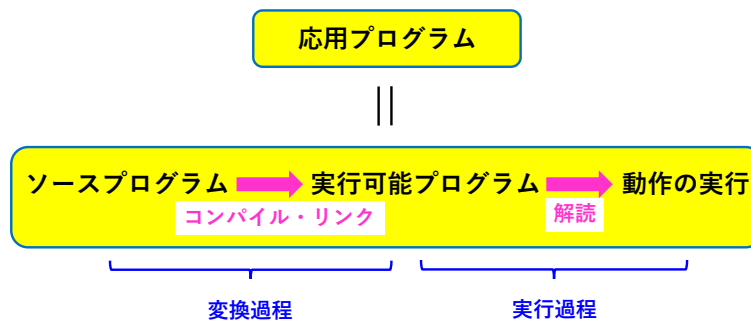 応用プログラム
ソースプログラム 実行可能プログラム 動作の実行
コンパイル・リンク 解読
変換過程 実行過程